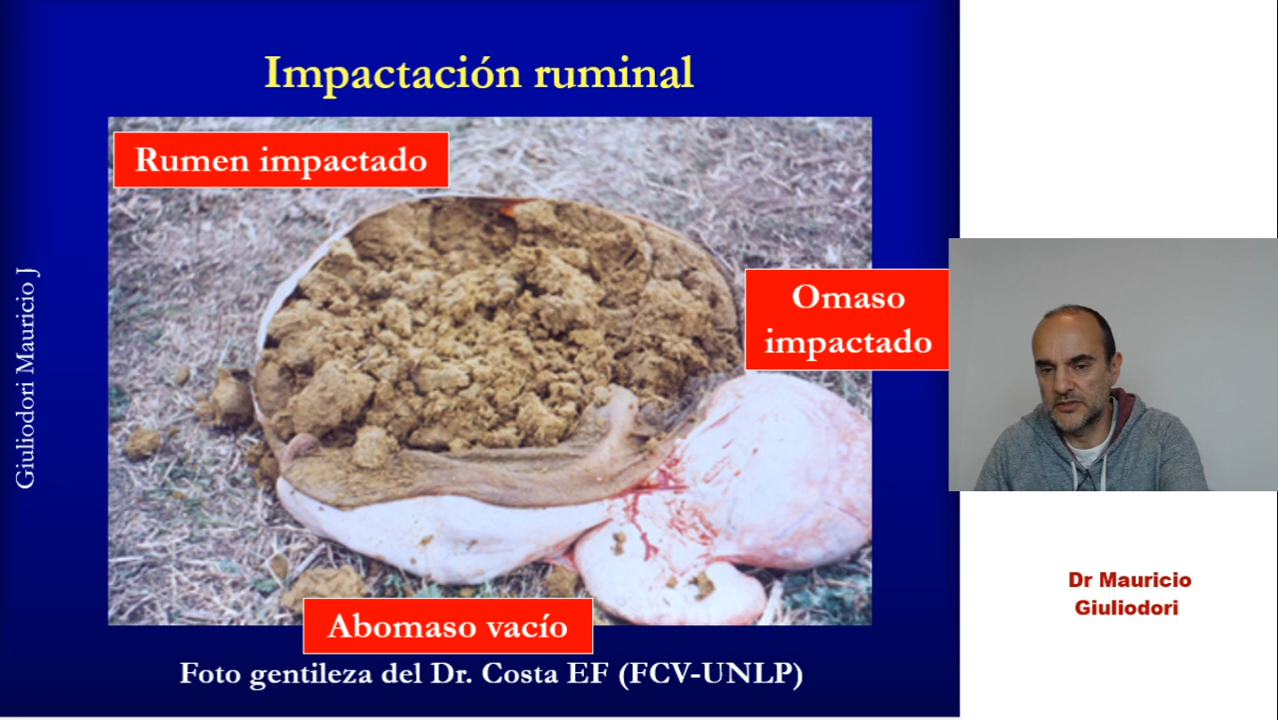 Impactación ruminal
Rumen impactado
Omaso
impactado
Giuliodori Mauricio J
Abomaso vacío
Foto gentileza del Dr. Costa EF (FCV-UNLP)
Dr Mauricio
Giuliodori